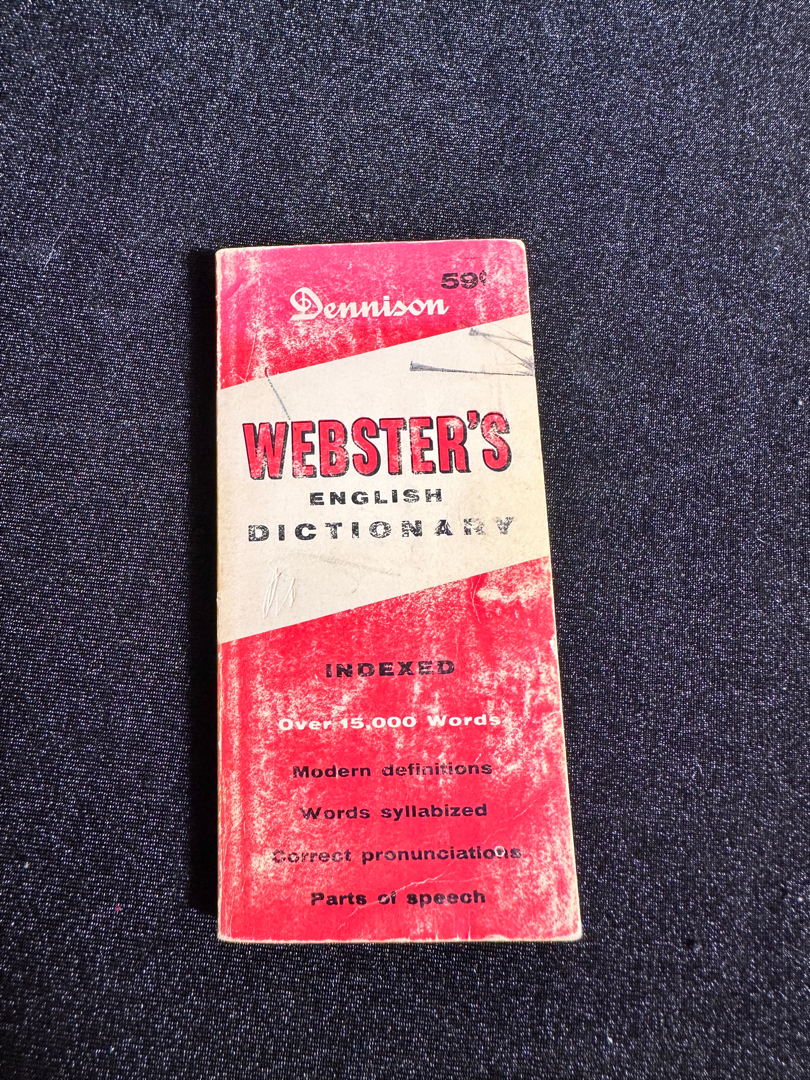 59¢
Dennison
WEBSTER'S
ENGLISH
DICTIONARY
INDEXED
Over 15,000 Words
Modern definitions
Words syllabized
Correct pronunciations
Parts of speech